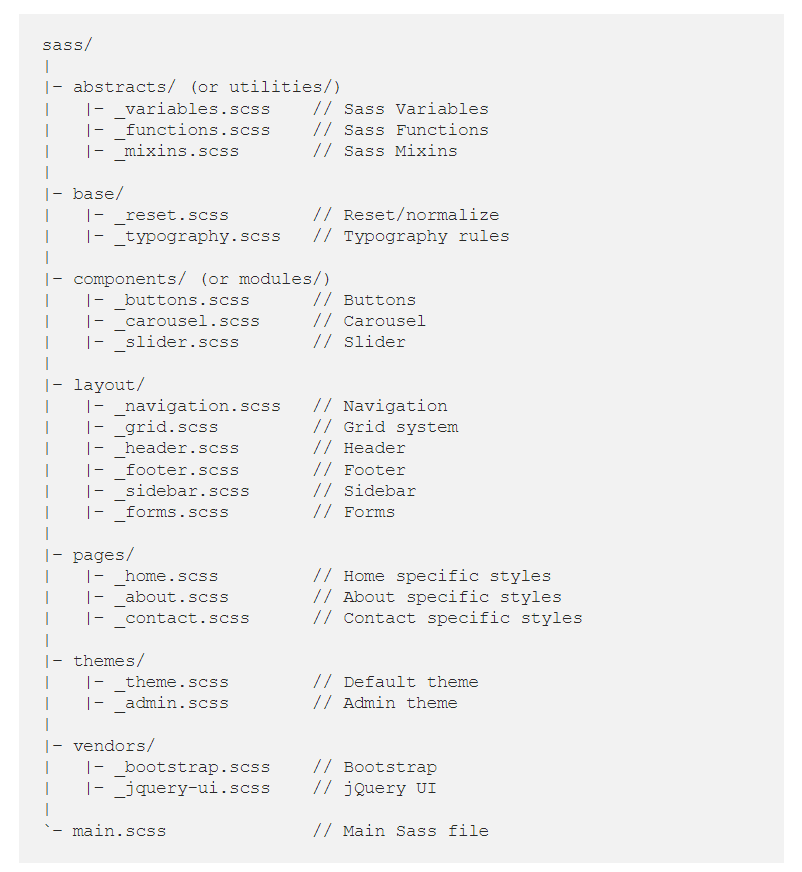 sass/
|
|– abstracts/ (or utilities/)
|   |– _variables.scss    // Sass Variables
|   |– _functions.scss    // Sass Functions
|   |– _mixins.scss       // Sass Mixins
|
|– base/
|   |– _reset.scss        // Reset/normalize
|   |– _typography.scss   // Typography rules
|
|– components/ (or modules/)
|   |– _buttons.scss      // Buttons
|   |– _carousel.scss     // Carousel
|   |– _slider.scss       // Slider
|
|– layout/
|   |– _navigation.scss   // Navigation
|   |– _grid.scss         // Grid system
|   |– _header.scss       // Header
|   |– _footer.scss       // Footer
|   |– _sidebar.scss      // Sidebar
|   |– _forms.scss        // Forms
|
|– pages/
|   |– _home.scss         // Home specific styles
|   |– _about.scss        // About specific styles
|   |– _contact.scss      // Contact specific styles
|
|– themes/
|   |– _theme.scss        // Default theme
|   |– _admin.scss        // Admin theme
|
|– vendors/
|   |– _bootstrap.scss    // Bootstrap
|   |– _jquery-ui.scss    // jQuery UI
|
`– main.scss              // Main Sass file